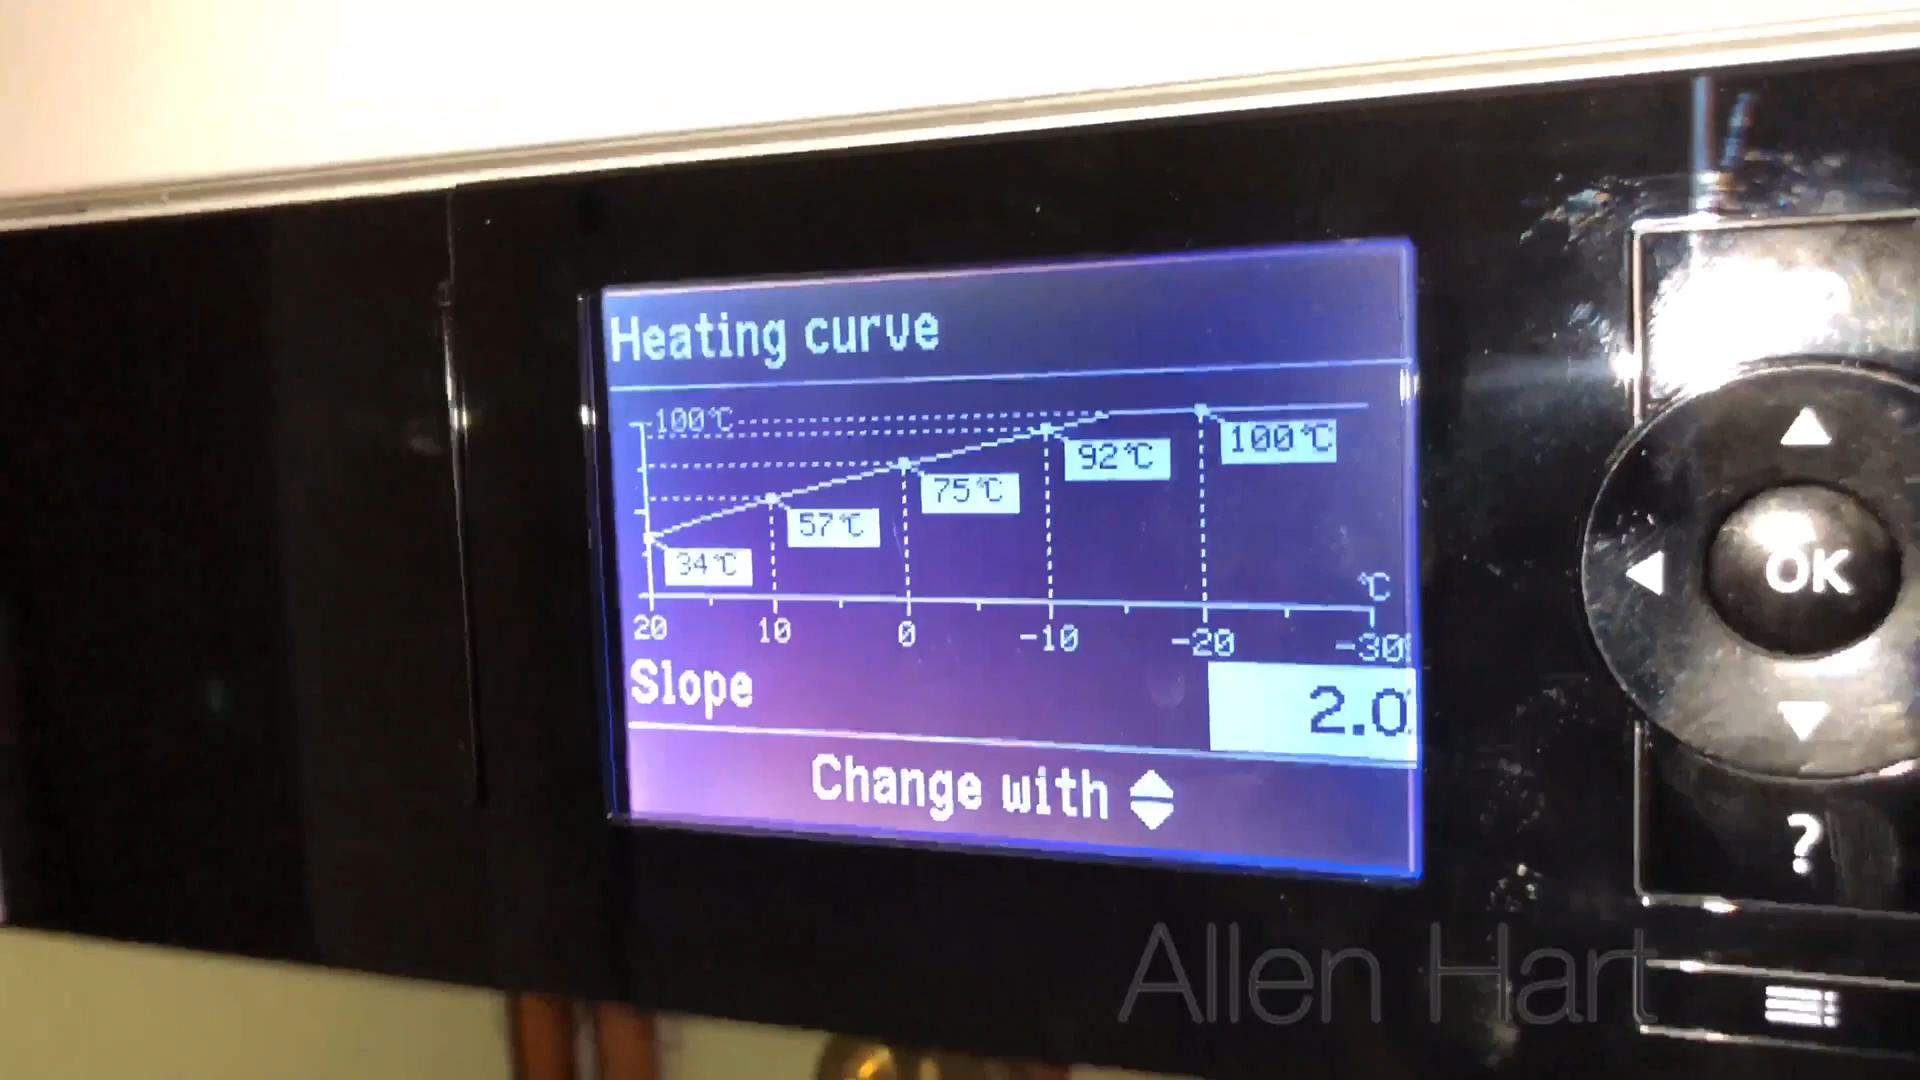 Heating curve
100°C
100°C
92°C
75°C
57°C
34°C
°C
20 10 0 -10 -20 -30
Slope 2.0
Change with
OK
?
Allen Hart